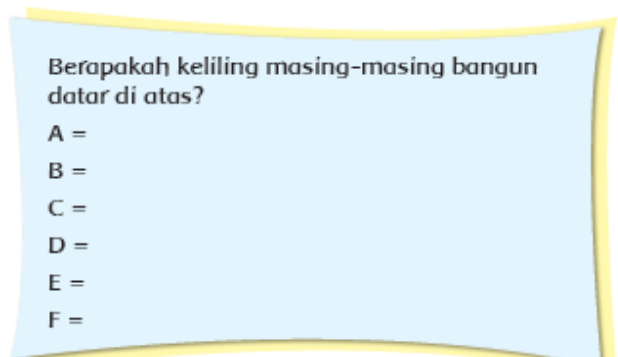 Berapakah keliling masing-masing bangun
datar di atas?
A =
B =
C =
D =
E =
F =